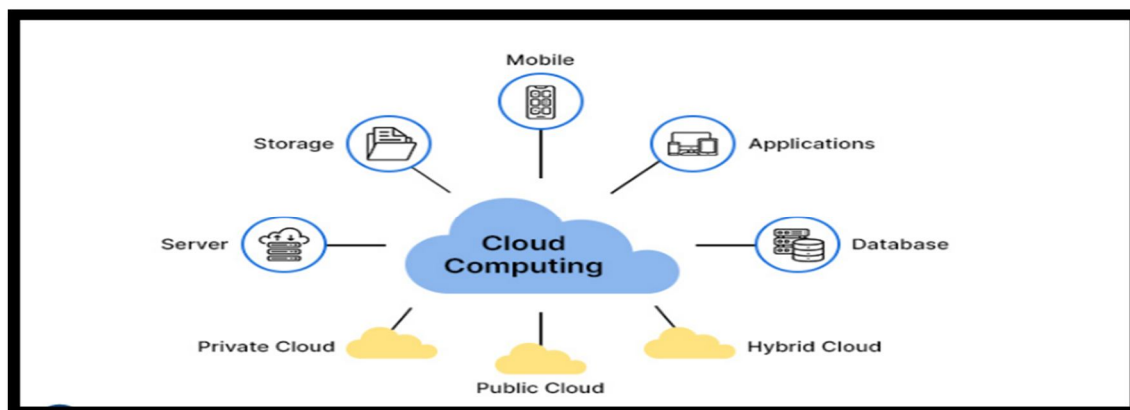 Mobile
Storage
Applications
Server
Cloud
Computing
Database
Private Cloud
Public Cloud
Hybrid Cloud